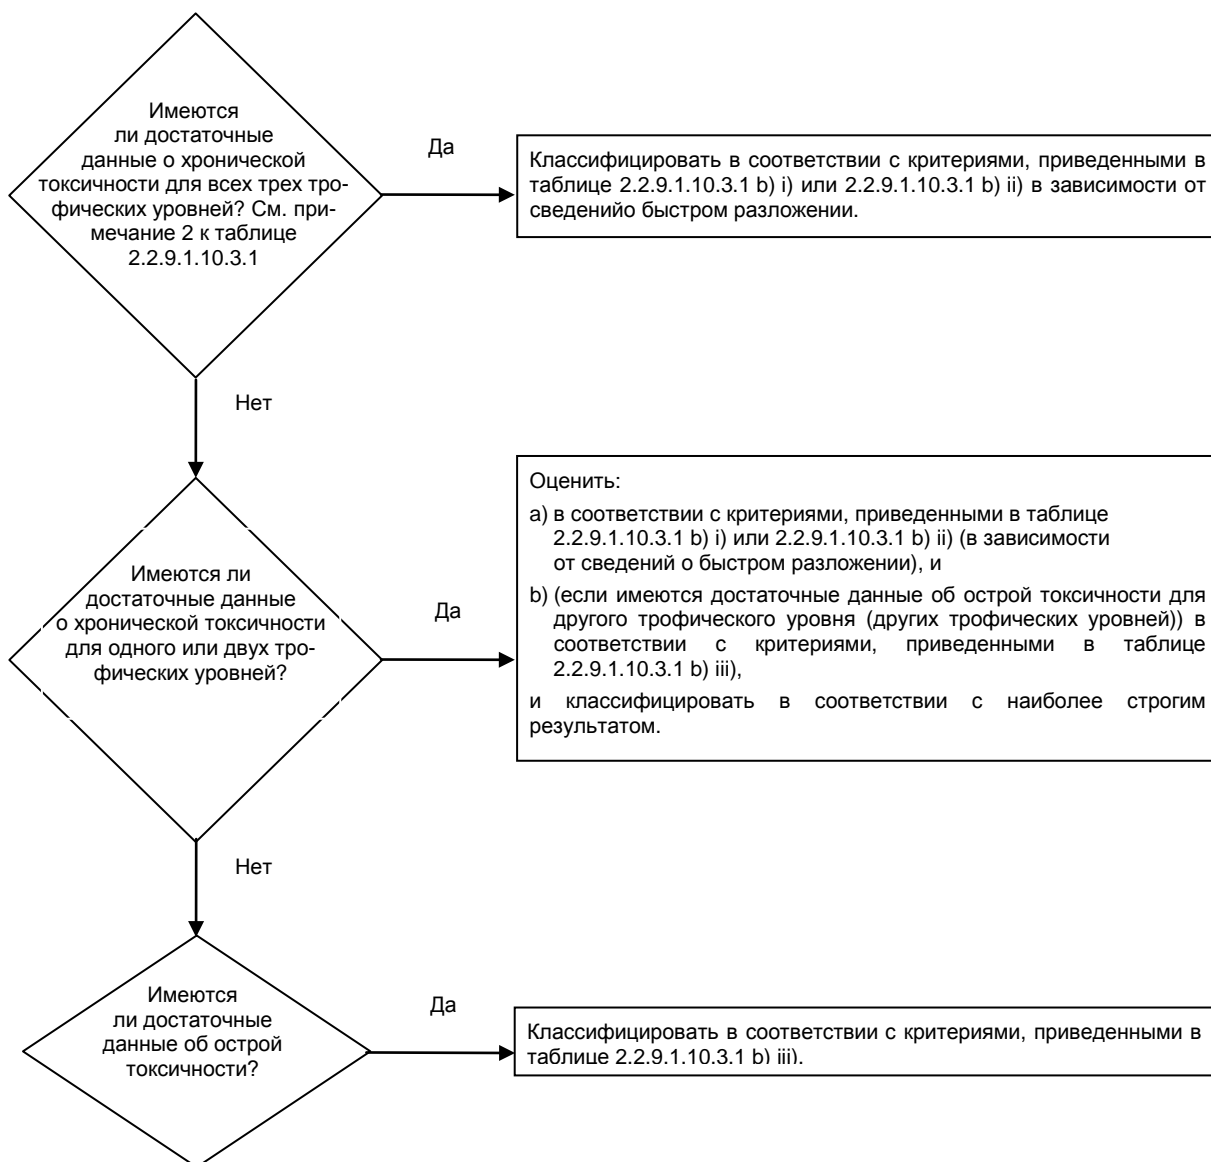 Имеются
ли достаточные
данные о хронической
токсичности для всех трех тро-
фических уровней? См. при-
мечание 2 к таблице
2.2.9.1.10.3.1
Да
Классифицировать в соответствии с критериями, приведенными в
таблице 2.2.9.1.10.3.1 b) i) или 2.2.9.1.10.3.1 b) ii) в зависимости от
сведенийо быстром разложении.
Нет
Имеются ли
достаточные данные
о хронической токсичности
для одного или двух тро-
фических уровней?
Да
Оценить:
a) в соответствии с критериями, приведенными в таблице
2.2.9.1.10.3.1 b) i) или 2.2.9.1.10.3.1 b) ii) (в зависимости
от сведений о быстром разложении), и
b) (если имеются достаточные данные об острой токсичности для
другого трофического уровня (других трофических уровней)) в
соответствии с критериями, приведенными в таблице
2.2.9.1.10.3.1 b) iii),
и классифицировать в соответствии с наиболее строгим
результатом.
Нет
Имеются
ли достаточные
данные об острой
токсичности?
Да
Классифицировать в соответствии с критериями, приведенными в
таблице 2.2.9.1.10.3.1 b) iii).